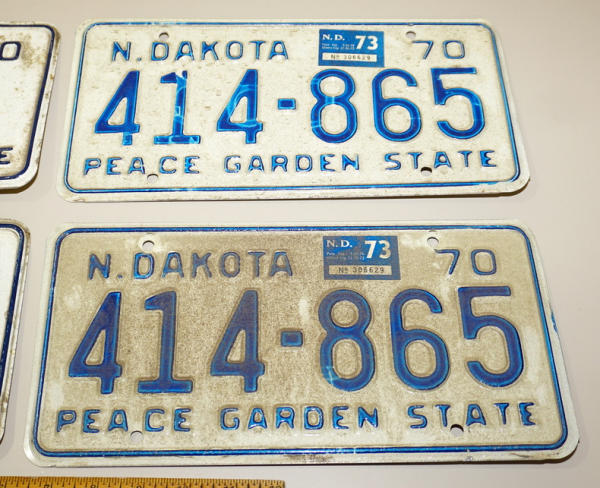 O
E
N.D. 73
No 306629
N. DAKOTA 70
414-865
PEACE GARDEN STATE
N.D. 73
No 306629
N. DAKOTA 70
414-865
PEACE GARDEN STATE